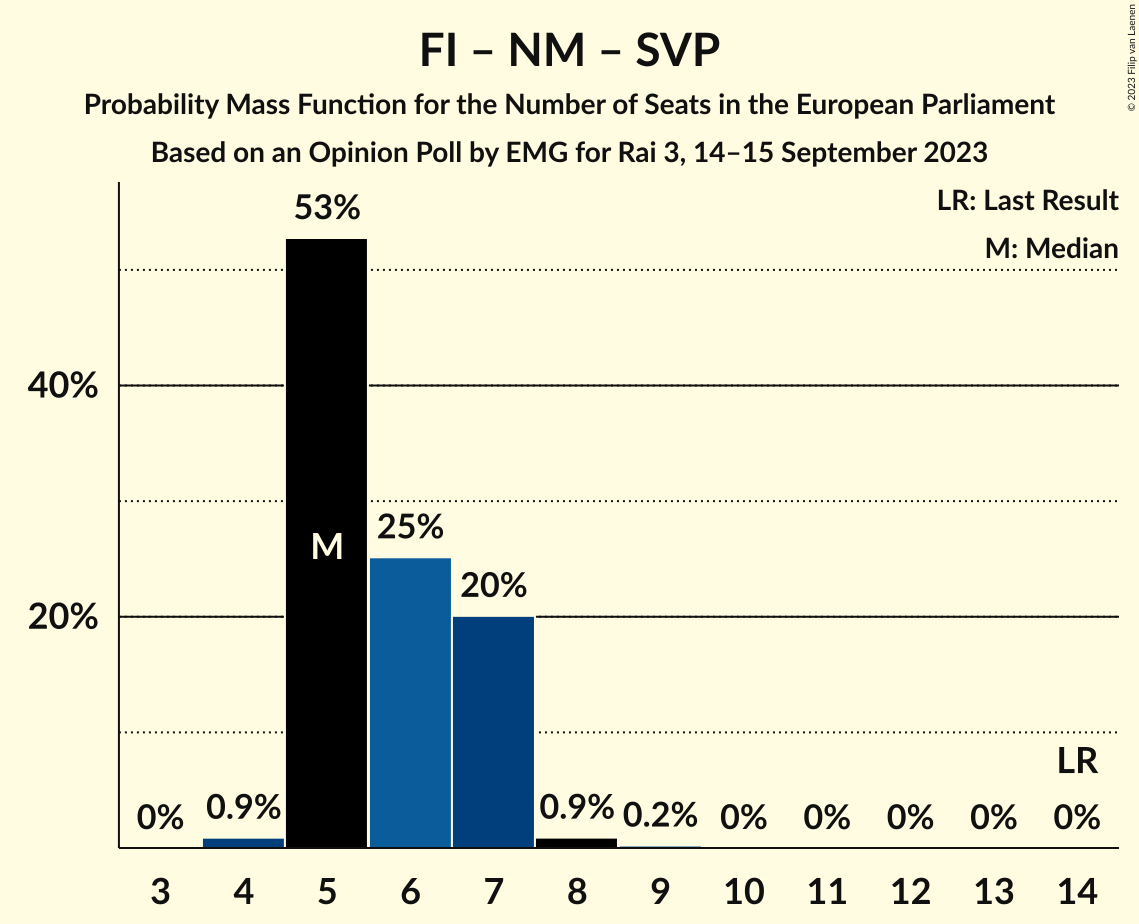 FI – NM – SVP
Probability Mass Function for the Number of Seats in the European Parliament
Based on an Opinion Poll by EMG for Rai 3, 14–15 September 2023
© 2023 Filip van Laenen
LR: Last Result
M: Median
53%
40%
M
25%
20%
20%
LR
0% 0.9% 0.9% 0.2% 0% 0% 0% 0% 0%
3 4 5 6 7 8 9 10 11 12 13 14